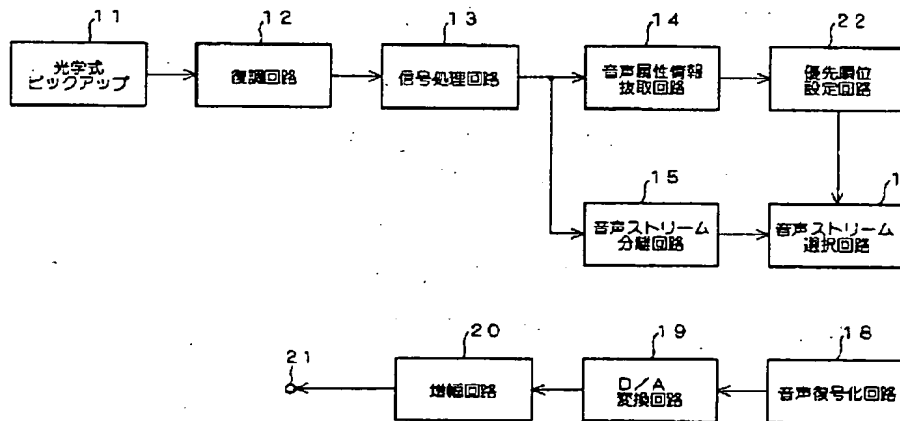 11
12
13
14
22
光学式
ピックアップ
復調回路
信号処理回路
音声属性情報
抜取回路
優先順位
設定回路
15
1
音声ストリーム
分離回路
音声ストリーム
選択回路
21
20
19
18
増幅回路
D/A
変換回路
音声復号化回路